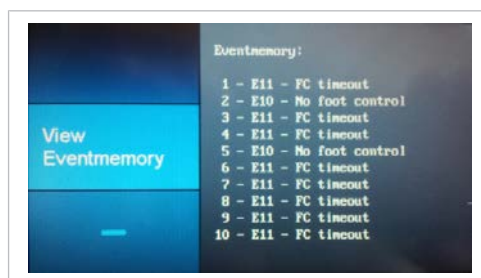 Eventmemory:
1 - E11 - FC timeout
2 - E10 - No foot control
3 - E11 - FC timeout
4 - E11 - FC timeout
5 - E10 - No foot control
6 - E11 - FC timeout
7 - E11 - FC timeout
8 - E11 - FC timeout
9 - E11 - FC timeout
10 - E11 - FC timeout
View
Eventmemory